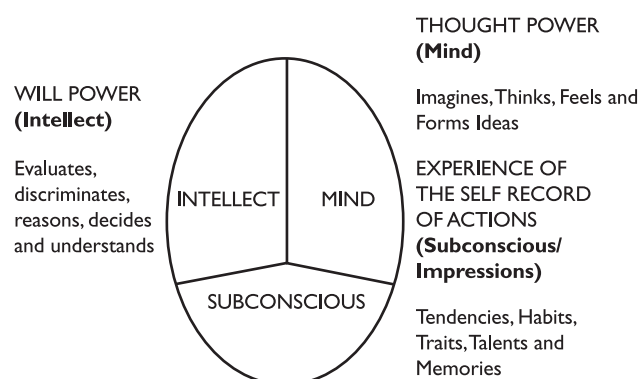 WILL POWER
(Intellect)
Evaluates,
discriminates,
reasons, decides
and understands
INTELLECT
MIND
SUBCONSCIOUS
THOUGHT POWER
(Mind)
Imagines, Thinks, Feels and
Forms Ideas
EXPERIENCE OF
THE SELF RECORD
OF ACTIONS
(Subconscious/
Impressions)
Tendencies, Habits,
Traits, Talents and
Memories